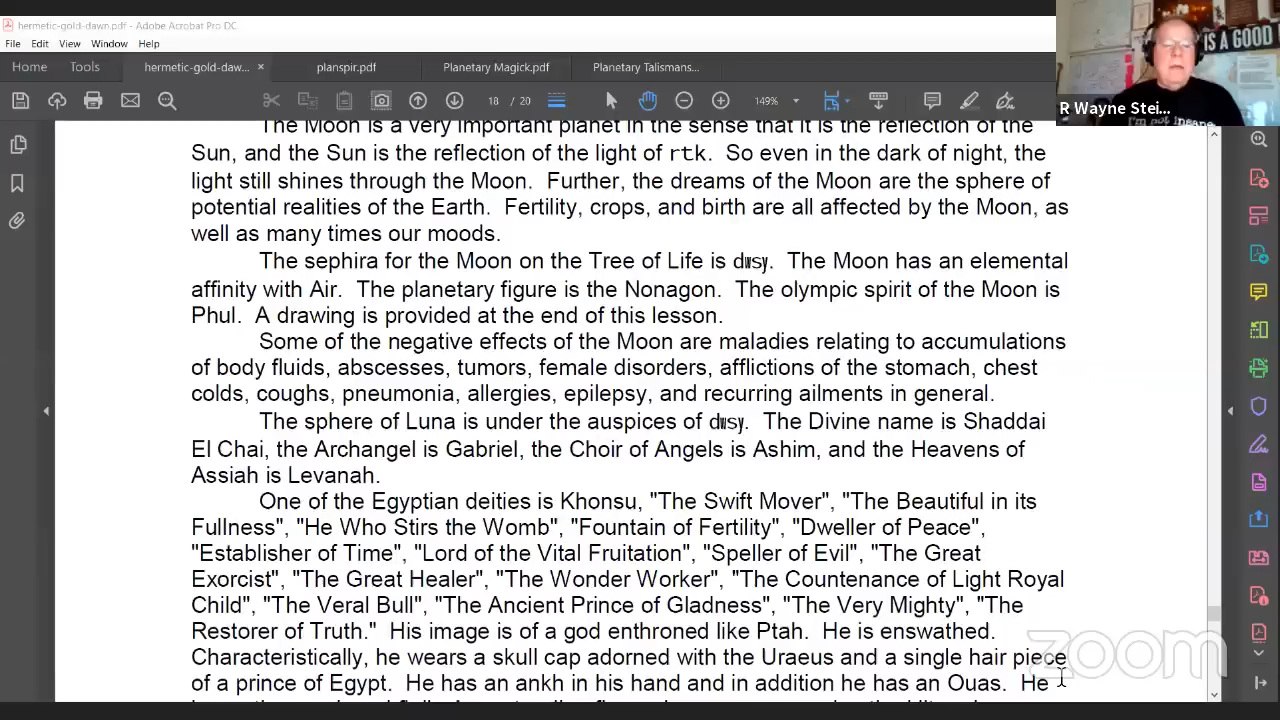 hermetic-gold-dawn.pdf - Adobe Acrobat Pro DC
File Edit View Window Help
Home Tools hermetic-gold-daw... × planspir.pdf Planetary Magick.pdf Planetary Talismans...
18 / 20 149%
IS A GOOD
R Wayne Stei...
I'm not Insane
The Moon is a very important planet in the sense that it is the reflection of the
Sun, and the Sun is the reflection of the light of rtk. So even in the dark of night, the
light still shines through the Moon. Further, the dreams of the Moon are the sphere of
potential realities of the Earth. Fertility, crops, and birth are all affected by the Moon, as
well as many times our moods.
The sephira for the Moon on the Tree of Life is dwsy. The Moon has an elemental
affinity with Air. The planetary figure is the Nonagon. The olympic spirit of the Moon is
Phul. A drawing is provided at the end of this lesson.
Some of the negative effects of the Moon are maladies relating to accumulations
of body fluids, abscesses, tumors, female disorders, afflictions of the stomach, chest
colds, coughs, pneumonia, allergies, epilepsy, and recurring ailments in general.
The sphere of Luna is under the auspices of dwsy. The Divine name is Shaddai
El Chai, the Archangel is Gabriel, the Choir of Angels is Ashim, and the Heavens of
Assiah is Levanah.
One of the Egyptian deities is Khonsu, "The Swift Mover", "The Beautiful in its
Fullness", "He Who Stirs the Womb", "Fountain of Fertility", "Dweller of Peace",
"Establisher of Time", "Lord of the Vital Fruitation", "Speller of Evil", "The Great
Exorcist", "The Great Healer", "The Wonder Worker", "The Countenance of Light Royal
Child", "The Veral Bull", "The Ancient Prince of Gladness", "The Very Mighty", "The
Restorer of Truth." His image is of a god enthroned like Ptah. He is enswathed.
Characteristically, he wears a skull cap adorned with the Uraeus and a single hair piece
of a prince of Egypt. He has an ankh in his hand and in addition he has an Ouas. He
zoom